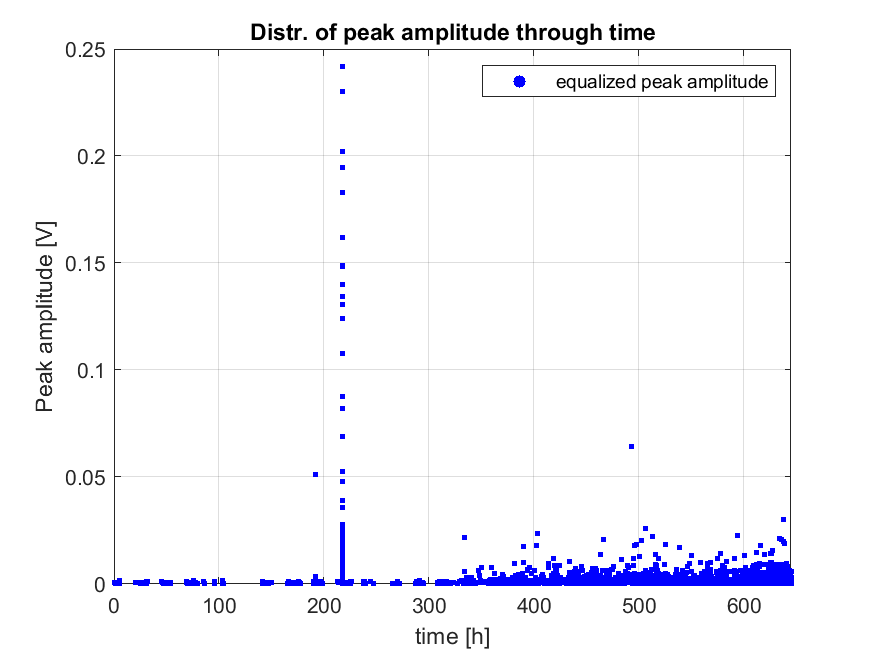 Distr. of peak amplitude through time
equalized peak amplitude
Peak amplitude [V]
0.25
0.2
0.15
0.1
0.05
0
0 100 200 300 400 500 600
time [h]